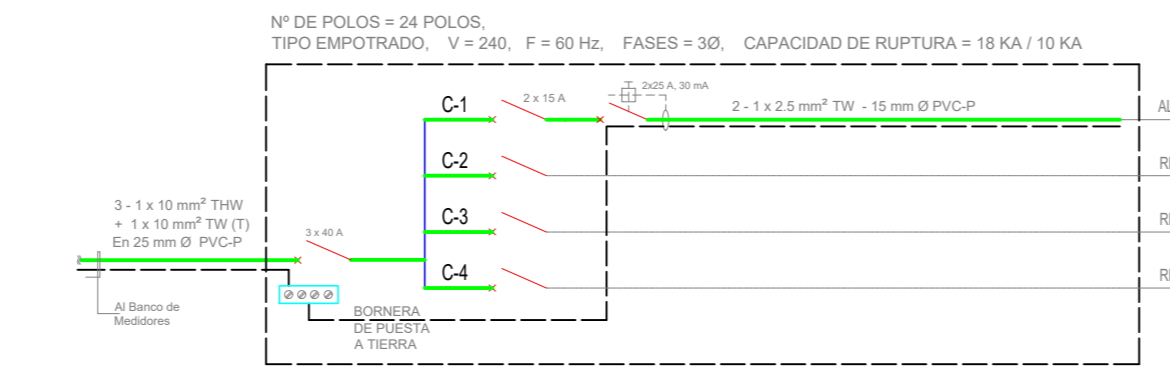 Nº DE POLOS = 24 POLOS,
TIPO EMPOTRADO, V = 240, F = 60 Hz, FASES = 3Ø, CAPACIDAD DE RUPTURA = 18 KA / 10 KA
C-1
2 x 15 A
2x25 A, 30 mA
2 - 1 x 2.5 mm² TW - 15 mm Ø PVC-P
C-2
C-3
C-4
3 - 1 x 10 mm² THW
+ 1 x 10 mm² TW (T)
En 25 mm Ø PVC-P
3 x 40 A
Al Banco de
Medidores
BORNERA
DE PUESTA
A TIERRA